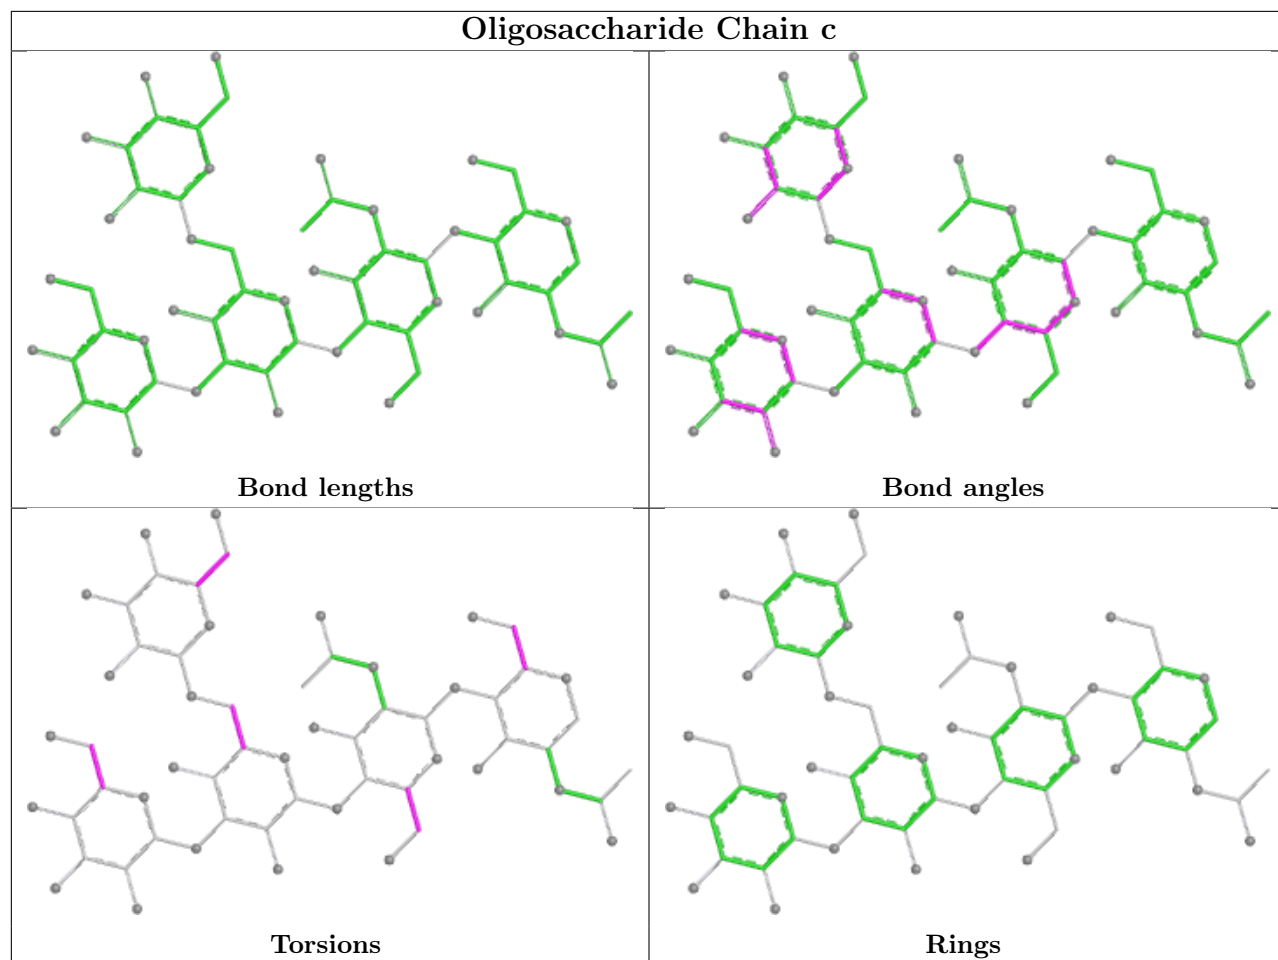 Oligosaccharide Chain c
Bond lengths
Bond angles
Torsions
Rings